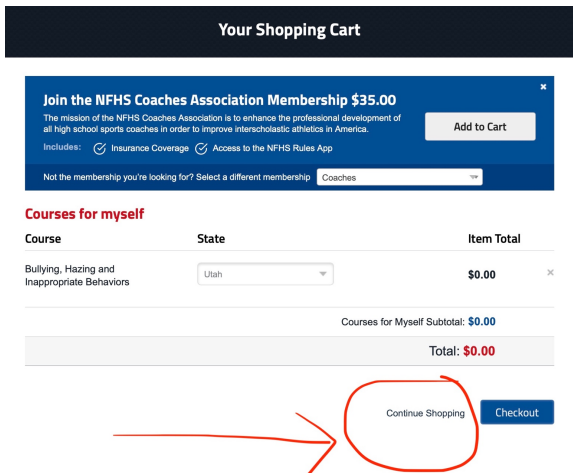 Your Shopping Cart
Join the NFHS Coaches Association Membership $35.00
The mission of the NFHS Coaches Association is to enhance the professional development of
all high school sports coaches in order to improve interscholastic athletics in America.
Add to Cart
Includes: Insurance Coverage Access to the NFHS Rules App
Not the membership you're looking for? Select a different membership Coaches
Courses for myself
Course State Item Total
Bullying, Hazing and
Inappropriate Behaviors
Utah $0.00
Courses for Myself Subtotal: $0.00
Total: $0.00
Continue Shopping Checkout